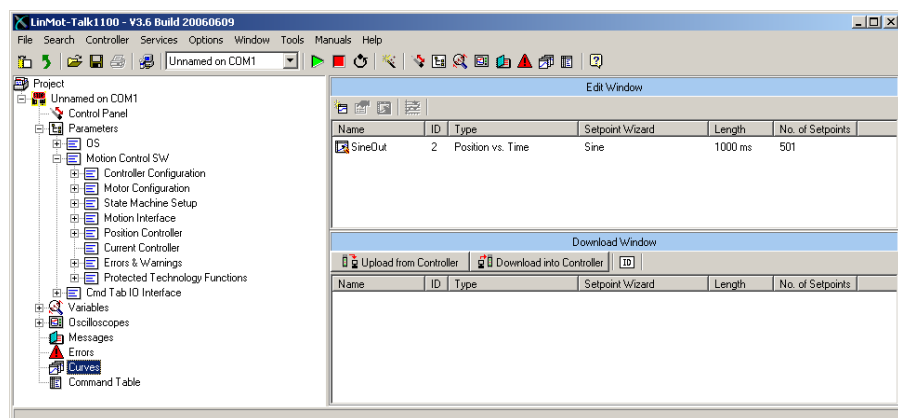 LinMot-Talk1100 - V3.6 Build 20060609
File Search Controller Services Options Window Tools Manuals Help
Unnamed on COM1
Project
Unnamed on COM1
Control Panel
Parameters
OS
Motion Control SW
Controller Configuration
Motor Configuration
State Machine Setup
Motion Interface
Position Controller
Current Controller
Errors & Warnings
Protected Technology Functions
Cmd Tab IO Interface
Variables
Oscilloscopes
Messages
Errors
Curves
Command Table
Edit Window
Name ID Type Setpoint Wizard Length No. of Setpoints
SineOut 2 Position vs. Time Sine 1000 ms 501
Download Window
Upload from Controller Download into Controller ID
Name ID Type Setpoint Wizard Length No. of Setpoints